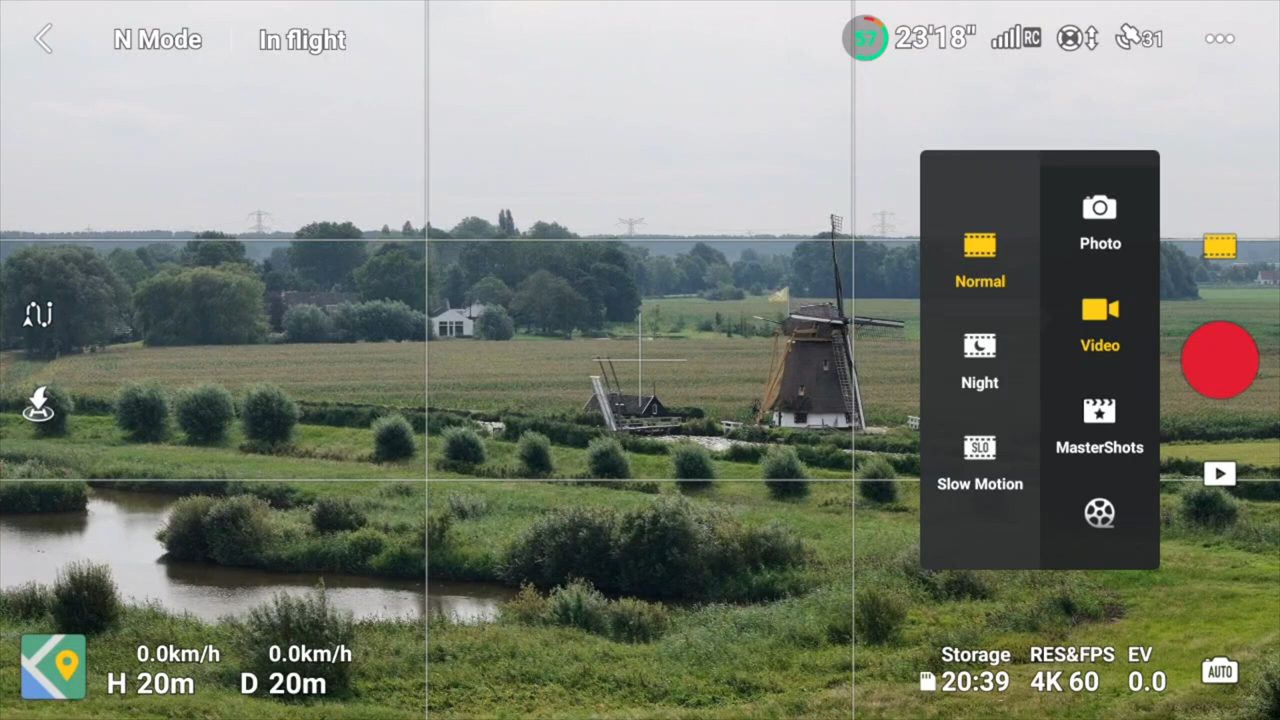 N Mode In flight 57 23'18" RC 31
Photo
Normal
Video
Night
MasterShots
SLO
Slow Motion
0.0km/h 0.0km/h
H 20m D 20m
Storage RES&FPS EV
20:39 4K 60 0.0
AUTO